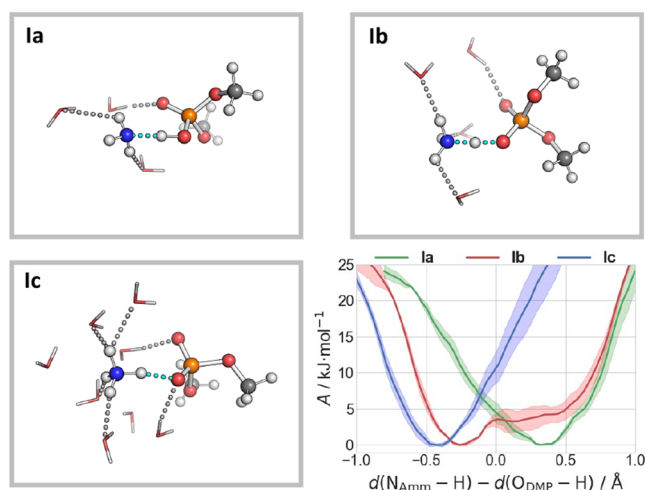 Ia
Ib
Ic
Ia Ib Ic
25
20
15
10
5
0
A / kJ·mol⁻¹
−1.0 −0.5 0.0 0.5 1.0
d(N_Amm − H) − d(O_DMP − H) / Å